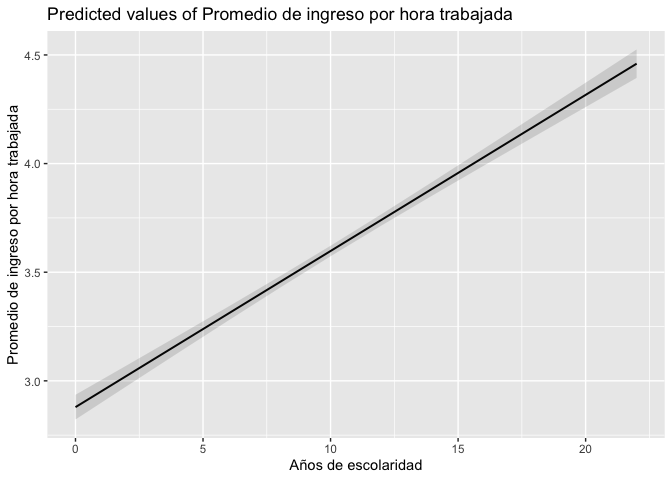 Predicted values of Promedio de ingreso por hora trabajada
4.5
4.0
3.5
3.0
Promedio de ingreso por hora trabajada
0 5 10 15 20
Años de escolaridad